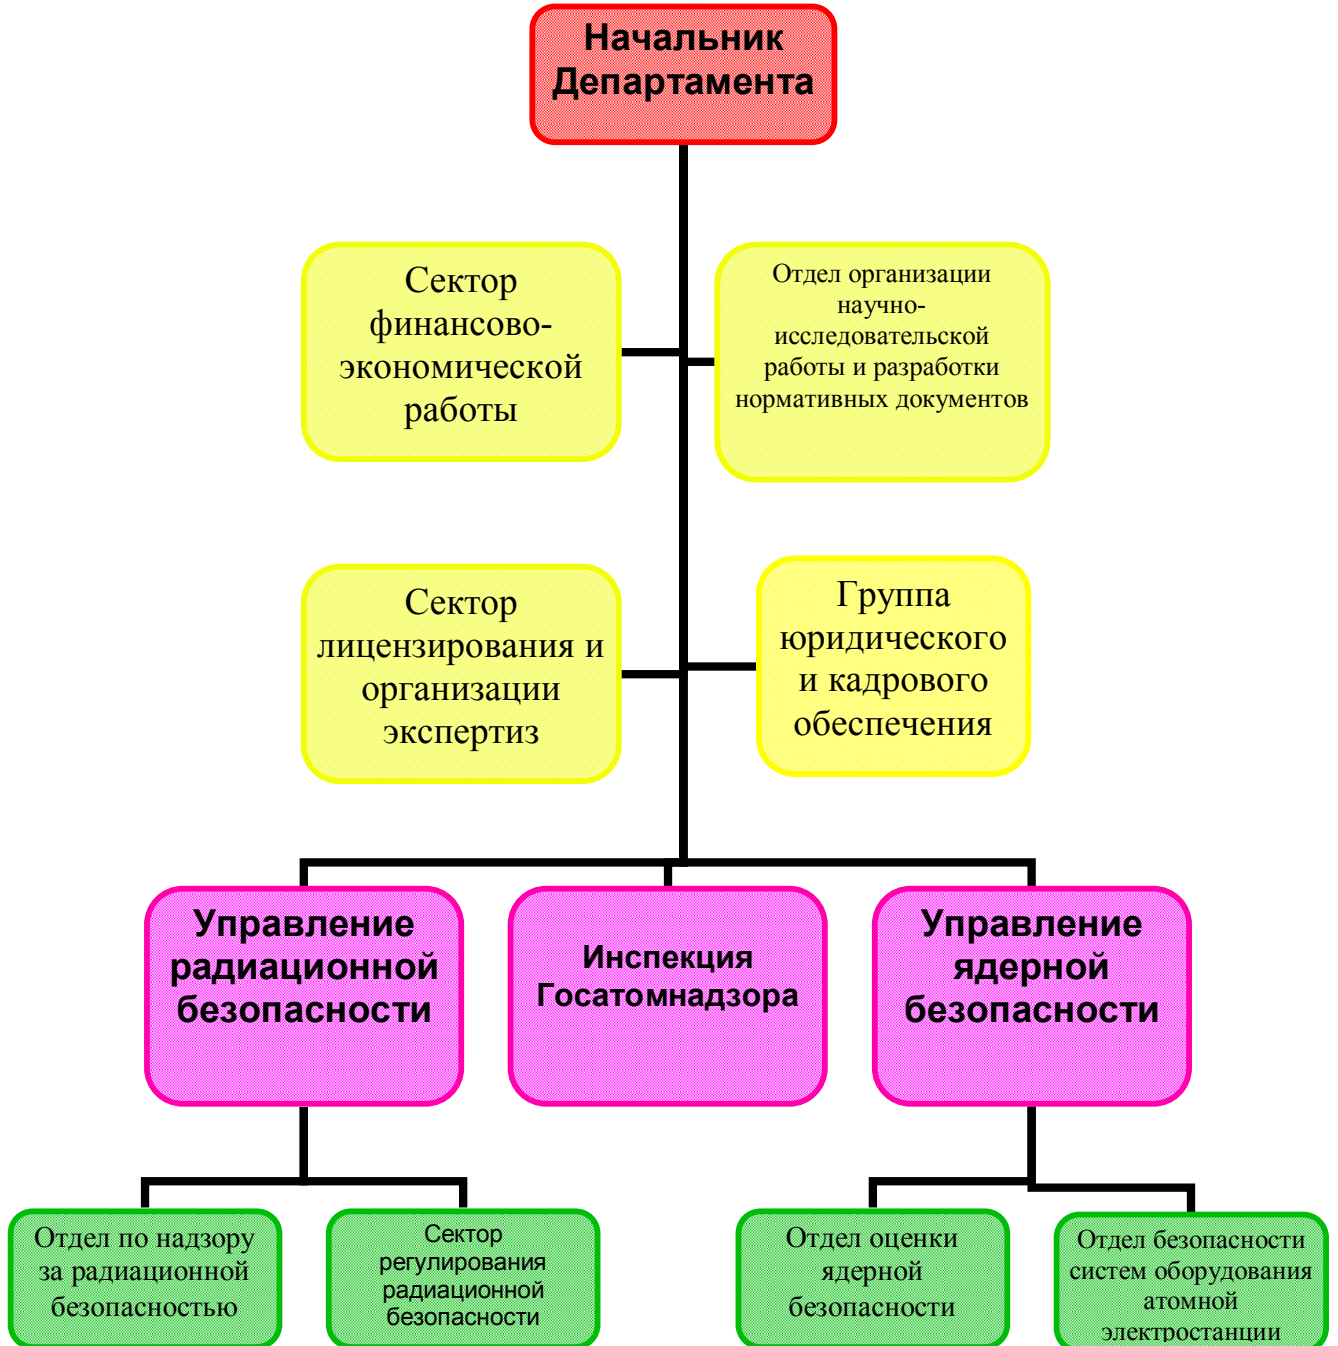 Начальник
Департамента
Сектор
финансово-
экономической
работы
Отдел организации
научно-
исследовательской
работы и разработки
нормативных документов
Сектор
лицензирования и
организации
экспертиз
Группа
юридического
и кадрового
обеспечения
Управление
радиационной
безопасности
Инспекция
Госатомнадзора
Управление
ядерной
безопасности
Отдел по надзору
за радиационной
безопасностью
Сектор
регулирования
радиационной
безопасности
Отдел оценки
ядерной
безопасности
Отдел безопасности
систем оборудования
атомной
электростанции